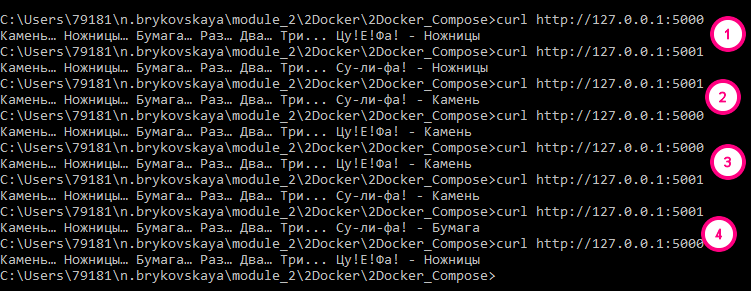 C:\Users\79181\n.brykovskaya\module_2\2Docker\2Docker_Compose>curl http://127.0.0.1:5000
Камень… Ножницы… Бумага… Раз… Два… Три... Цу!Е!Фа! - Ножницы
1
C:\Users\79181\n.brykovskaya\module_2\2Docker\2Docker_Compose>curl http://127.0.0.1:5001
Камень… Ножницы… Бумага… Раз… Два… Три... Су-ли-фа! - Ножницы
C:\Users\79181\n.brykovskaya\module_2\2Docker\2Docker_Compose>curl http://127.0.0.1:5001
Камень… Ножницы… Бумага… Раз… Два… Три... Су-ли-фа! - Камень
2
C:\Users\79181\n.brykovskaya\module_2\2Docker\2Docker_Compose>curl http://127.0.0.1:5000
Камень… Ножницы… Бумага… Раз… Два… Три... Цу!Е!Фа! - Камень
C:\Users\79181\n.brykovskaya\module_2\2Docker\2Docker_Compose>curl http://127.0.0.1:5000
Камень… Ножницы… Бумага… Раз… Два… Три... Цу!Е!Фа! - Камень
3
C:\Users\79181\n.brykovskaya\module_2\2Docker\2Docker_Compose>curl http://127.0.0.1:5001
Камень… Ножницы… Бумага… Раз… Два… Три... Су-ли-фа! - Камень
C:\Users\79181\n.brykovskaya\module_2\2Docker\2Docker_Compose>curl http://127.0.0.1:5001
Камень… Ножницы… Бумага… Раз… Два… Три... Су-ли-фа! - Бумага
4
C:\Users\79181\n.brykovskaya\module_2\2Docker\2Docker_Compose>curl http://127.0.0.1:5000
Камень… Ножницы… Бумага… Раз… Два… Три... Цу!Е!Фа! - Ножницы
C:\Users\79181\n.brykovskaya\module_2\2Docker\2Docker_Compose>